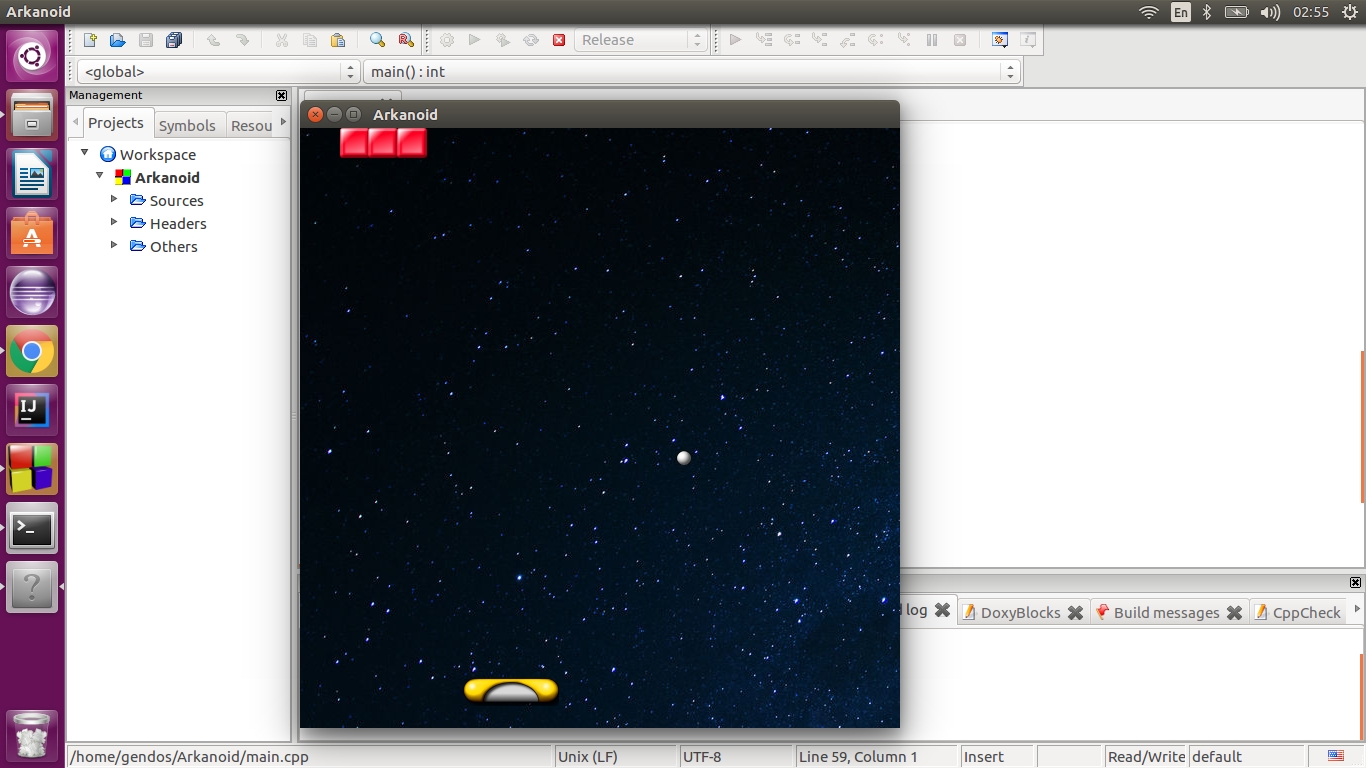 Arkanoid
En
02:55
Release
<global>
main() : int
Management
Projects
Symbols
Resou
Arkanoid
Workspace
Arkanoid
Sources
Headers
Others
IJ
log
DoxyBlocks
Build messages
CppCheck
/home/gendos/Arkanoid/main.cpp
Unix (LF)
UTF-8
Line 59, Column 1
Insert
Read/Write
default